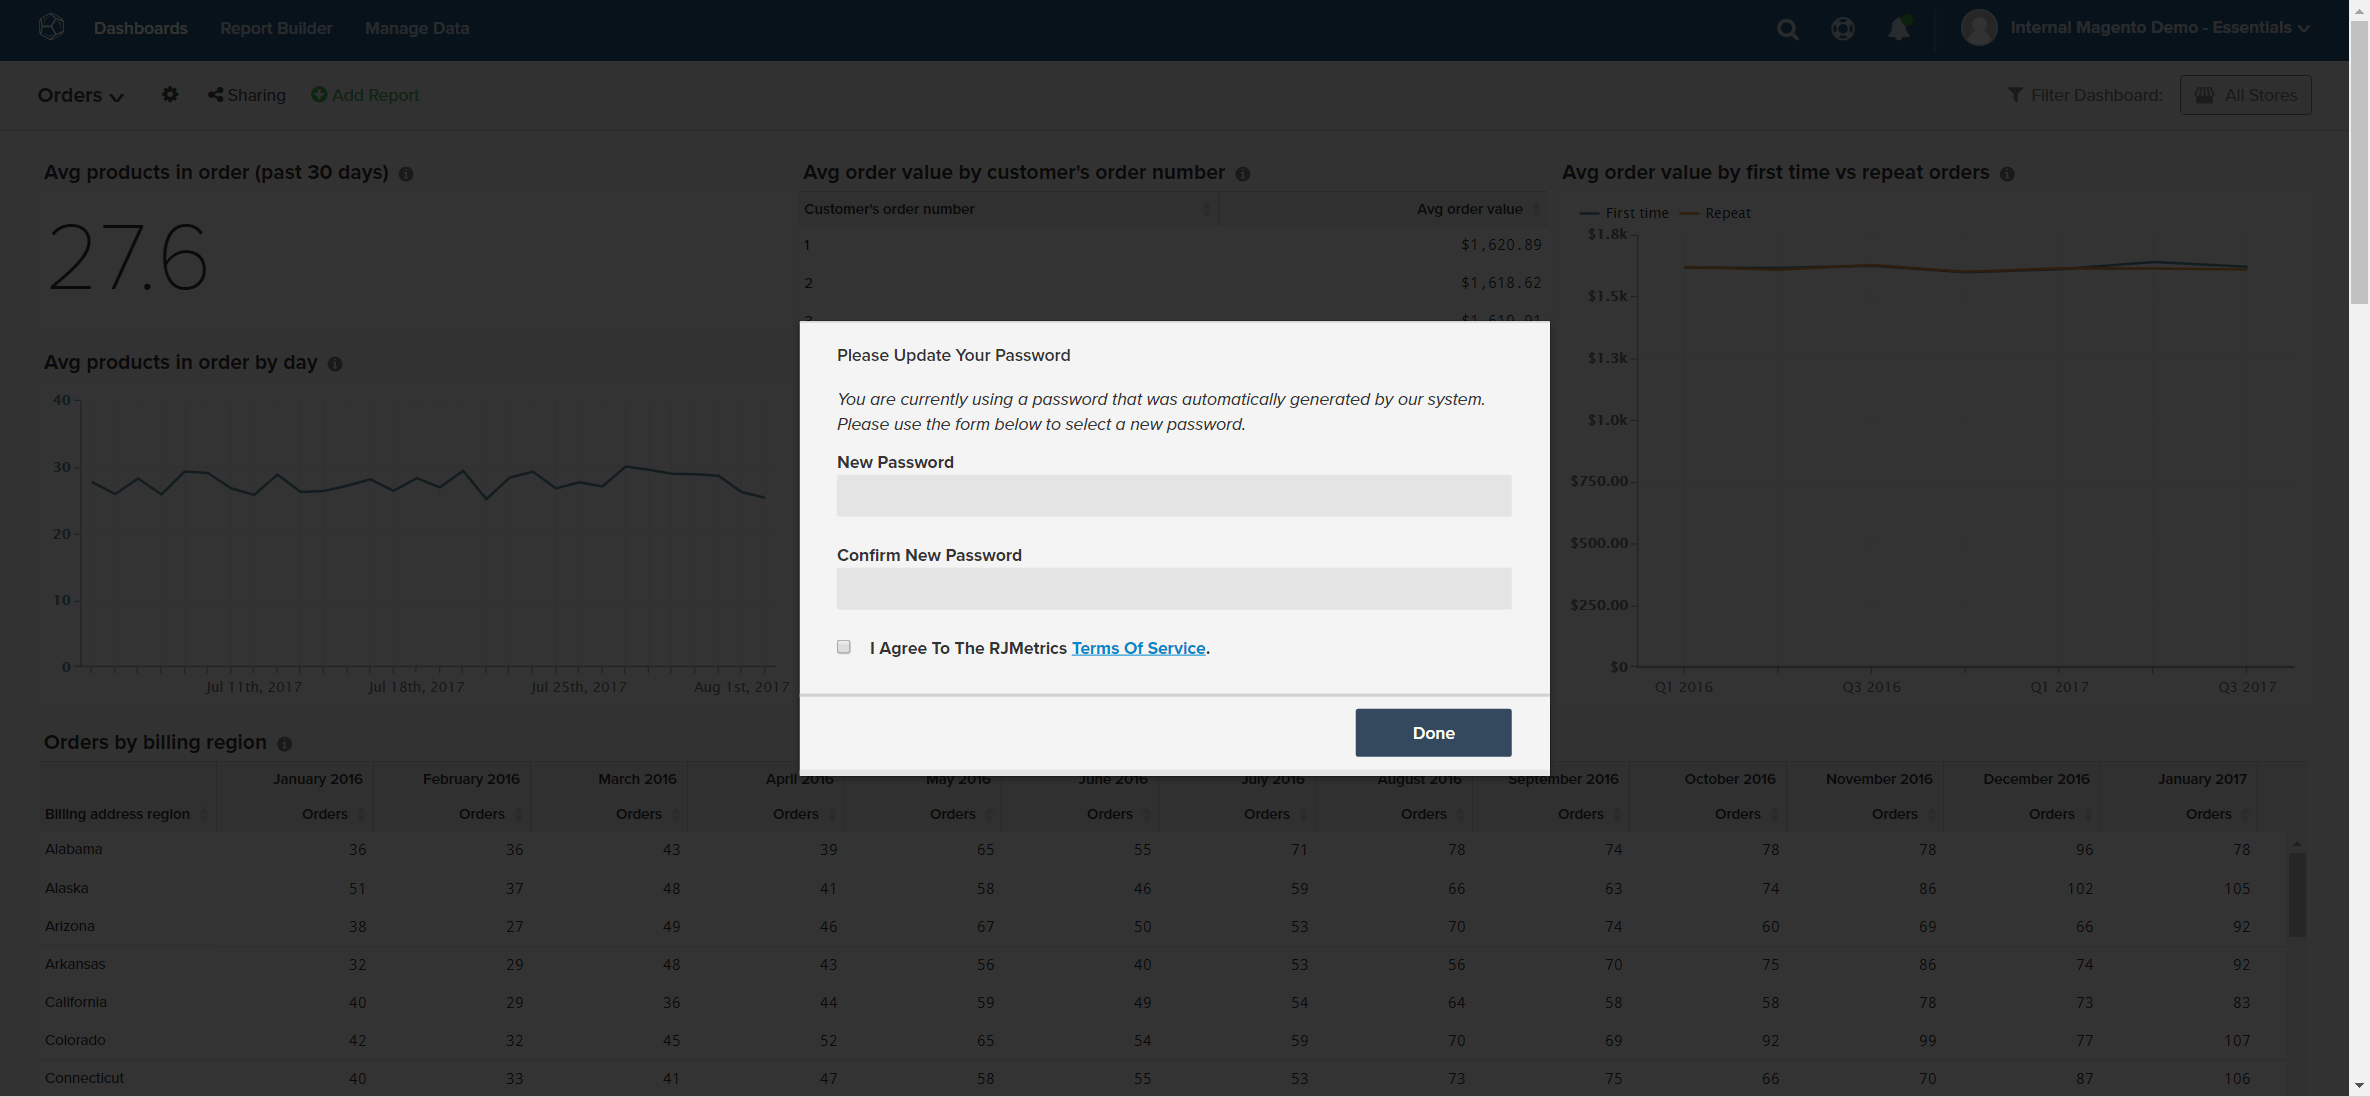 Dashboards Report Builder Manage Data Internal Magento Demo - Essentials
Orders Sharing Add Report Filter Dashboard: All Stores
Avg products in order (past 30 days)
27.6
Avg order value by customer's order number
Customer's order number Avg order value
1 $1,620.89
2 $1,618.62
Avg order value by first time vs repeat orders
First time Repeat
$1.8k
$1.5k
$1.3k
$1.0k
$750.00
$500.00
$250.00
$0
Q1 2016 Q3 2016 Q1 2017 Q3 2017
Avg products in order by day
40
30
20
10
0
Jul 11th, 2017 Jul 18th, 2017 Jul 25th, 2017 Aug 1st, 2017
Please Update Your Password
You are currently using a password that was automatically generated by our system.
Please use the form below to select a new password.
New Password
Confirm New Password
I Agree To The RJMetrics Terms Of Service.
Done
Orders by billing region
January 2016 February 2016 March 2016 April 2016 May 2016 June 2016 July 2016 August 2016 September 2016 October 2016 November 2016 December 2016 January 2017
Billing address region Orders Orders Orders Orders Orders Orders Orders Orders Orders Orders Orders Orders Orders
Alabama 36 36 43 39 65 55 71 78 74 78 78 96 78
Alaska 51 37 48 41 58 46 59 66 63 74 86 102 105
Arizona 38 27 49 46 67 50 53 70 74 60 69 66 92
Arkansas 32 29 48 43 56 40 53 56 70 75 86 74 92
California 40 29 36 44 59 49 54 64 58 58 78 73 83
Colorado 42 32 45 52 65 54 59 70 69 92 99 77 107
Connecticut 40 33 41 47 58 55 53 73 75 66 70 87 106